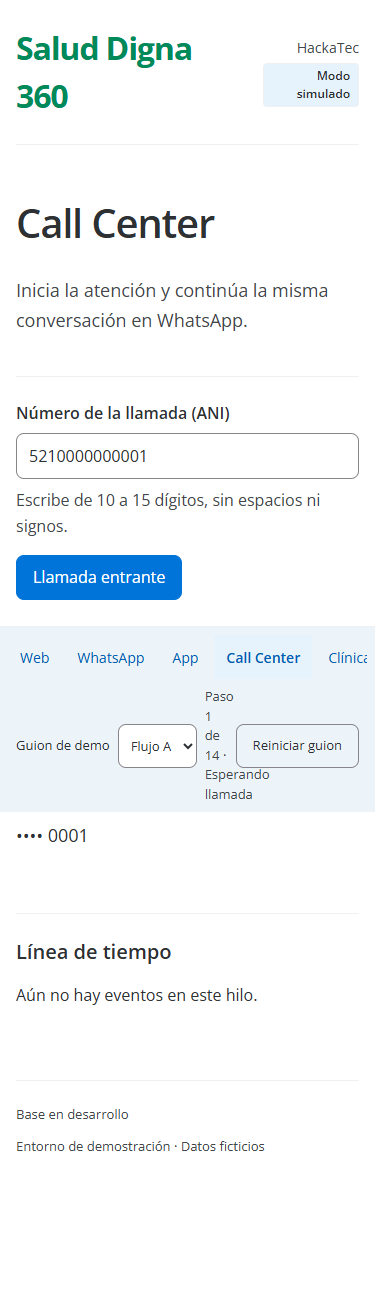 Salud Digna
360
HackaTec
Modo
simulado
Call Center
Inicia la atención y continúa la misma
conversación en WhatsApp.
Número de la llamada (ANI)
5210000000001
Escribe de 10 a 15 dígitos, sin espacios ni
signos.
Llamada entrante
Web WhatsApp App Call Center Clínica
Guion de demo
Flujo A
Paso
1
de
14 ·
Esperando
llamada
Reiniciar guion
•••• 0001
Línea de tiempo
Aún no hay eventos en este hilo.
Base en desarrollo
Entorno de demostración · Datos ficticios